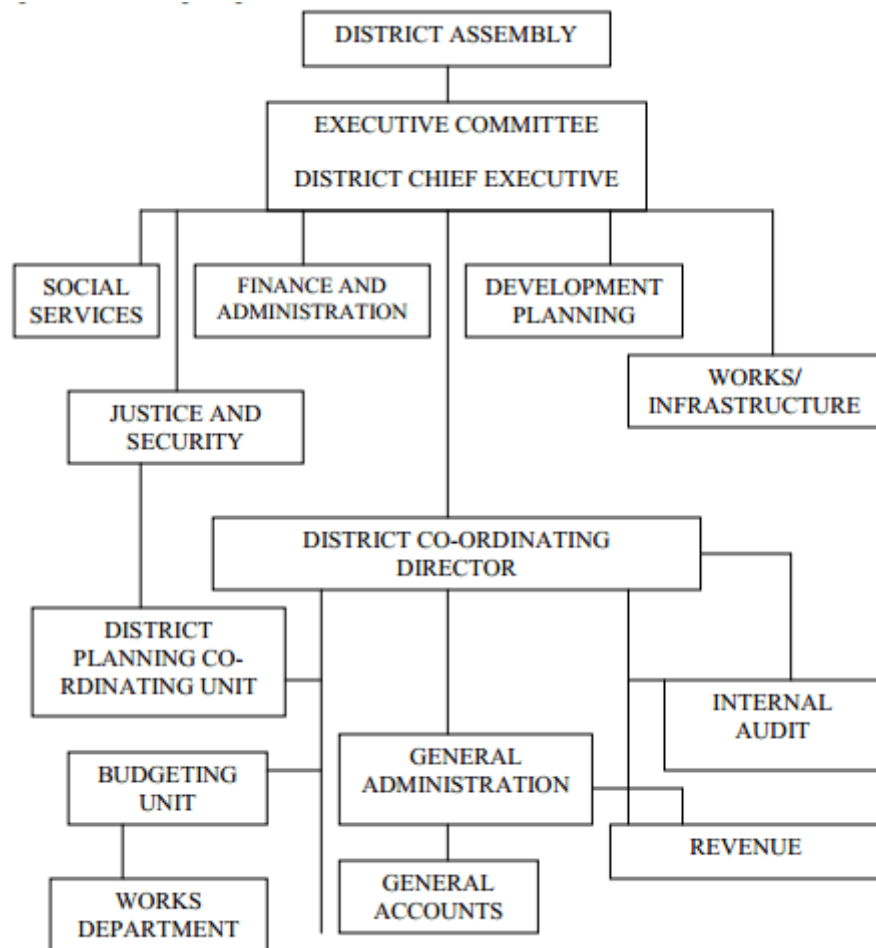 DISTRICT ASSEMBLY
EXECUTIVE COMMITTEE
DISTRICT CHIEF EXECUTIVE
SOCIAL
SERVICES
FINANCE AND
ADMINISTRATION
DEVELOPMENT
PLANNING
WORKS/
INFRASTRUCTURE
JUSTICE AND
SECURITY
DISTRICT CO-ORDINATING
DIRECTOR
DISTRICT
PLANNING CO-
RDINATING UNIT
INTERNAL
AUDIT
BUDGETING
UNIT
GENERAL
ADMINISTRATION
REVENUE
WORKS
DEPARTMENT
GENERAL
ACCOUNTS